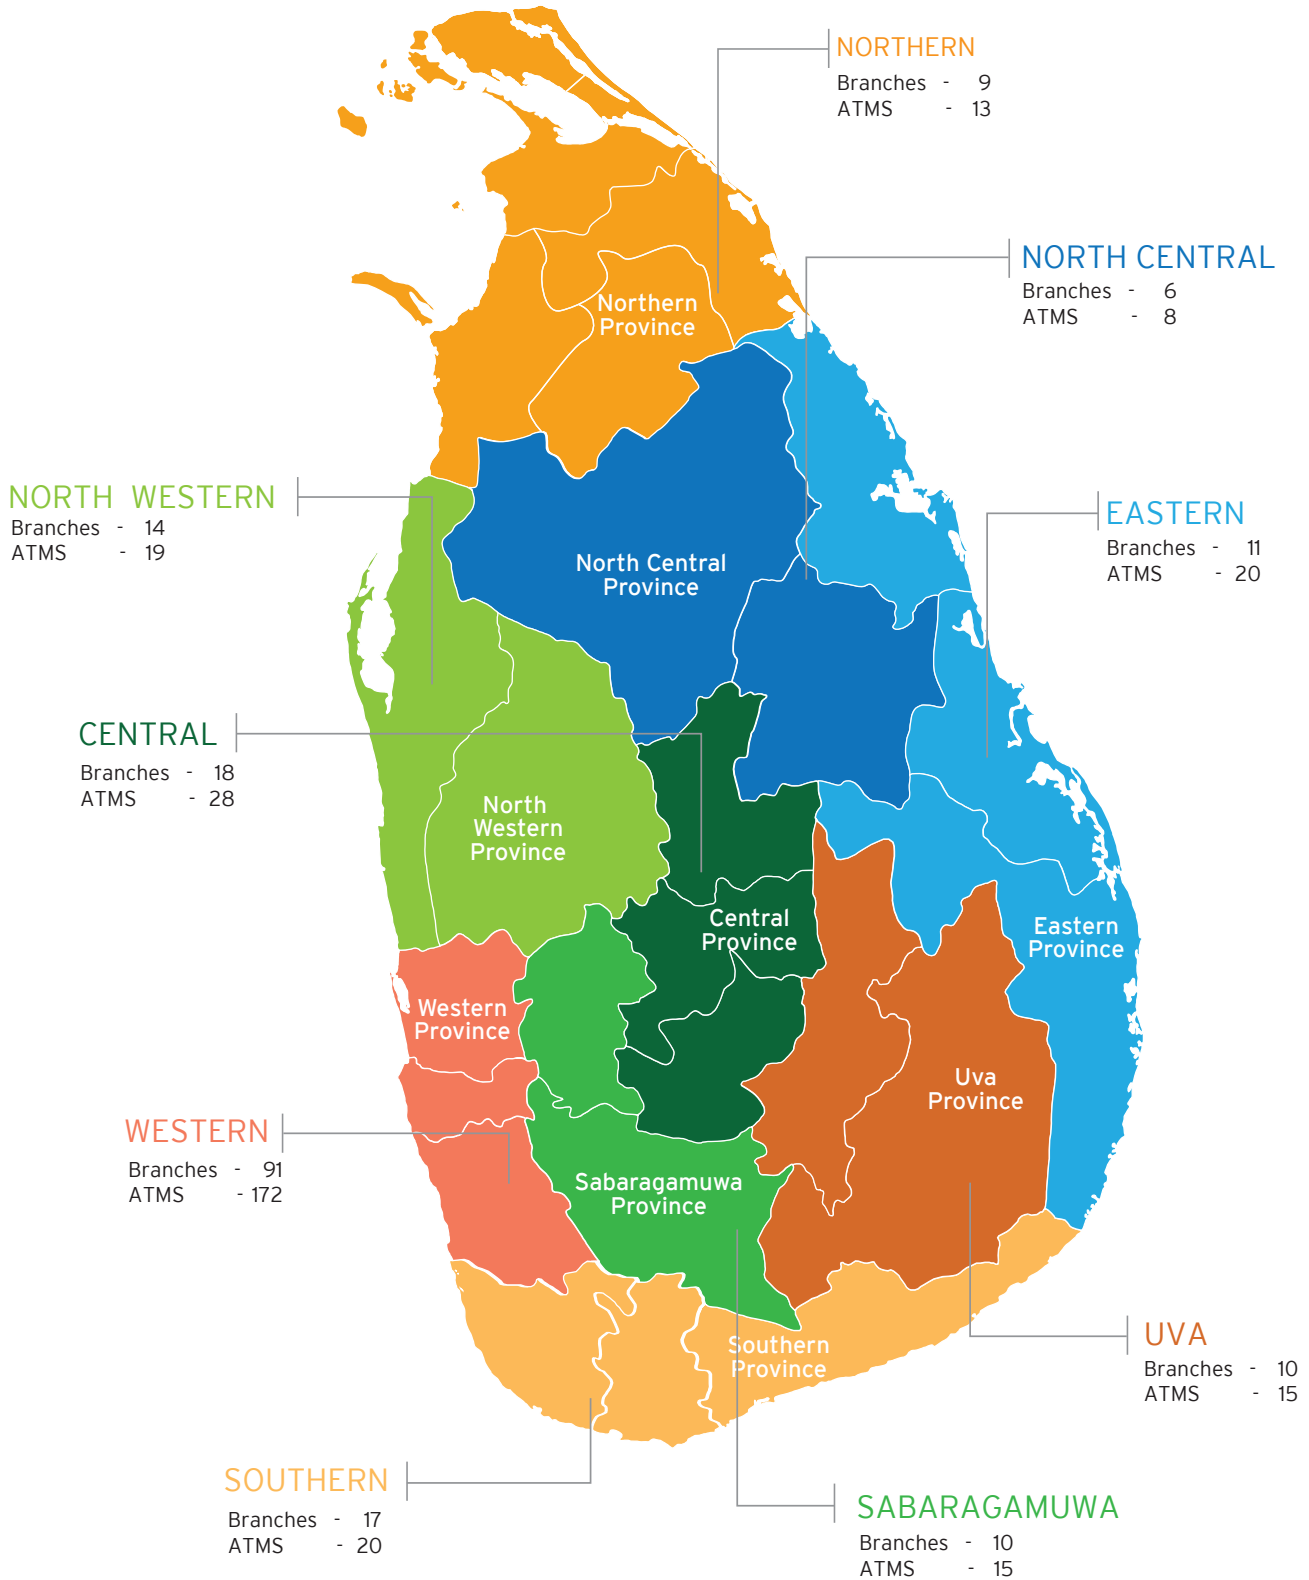 NORTHERN
Branches - 9
ATMS - 13
NORTH CENTRAL
Branches - 6
ATMS - 8
Northern
Province
NORTH WESTERN
Branches - 14
ATMS - 19
EASTERN
Branches - 11
ATMS - 20
North Central
Province
CENTRAL
Branches - 18
ATMS - 28
North
Western
Province
Central
Province
Eastern
Province
Western
Province
Uva
Province
WESTERN
Branches - 91
ATMS - 172
Sabaragamuwa
Province
Southern
Province
UVA
Branches - 10
ATMS - 15
SOUTHERN
Branches - 17
ATMS - 20
SABARAGAMUWA
Branches - 10
ATMS - 15